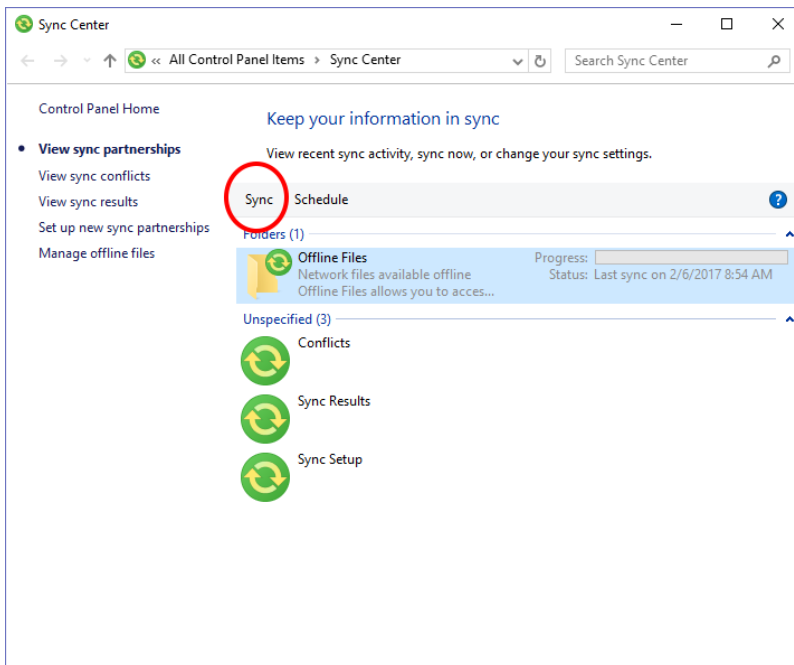 Sync Center
« All Control Panel Items › Sync Center
Search Sync Center
Control Panel Home
View sync partnerships
View sync conflicts
View sync results
Set up new sync partnerships
Manage offline files
Keep your information in sync
View recent sync activity, sync now, or change your sync settings.
Sync Schedule
?
Folders (1)
Offline Files
Network files available offline
Offline Files allows you to acces...
Progress:
Status: Last sync on 2/6/2017 8:54 AM
Unspecified (3)
Conflicts
Sync Results
Sync Setup